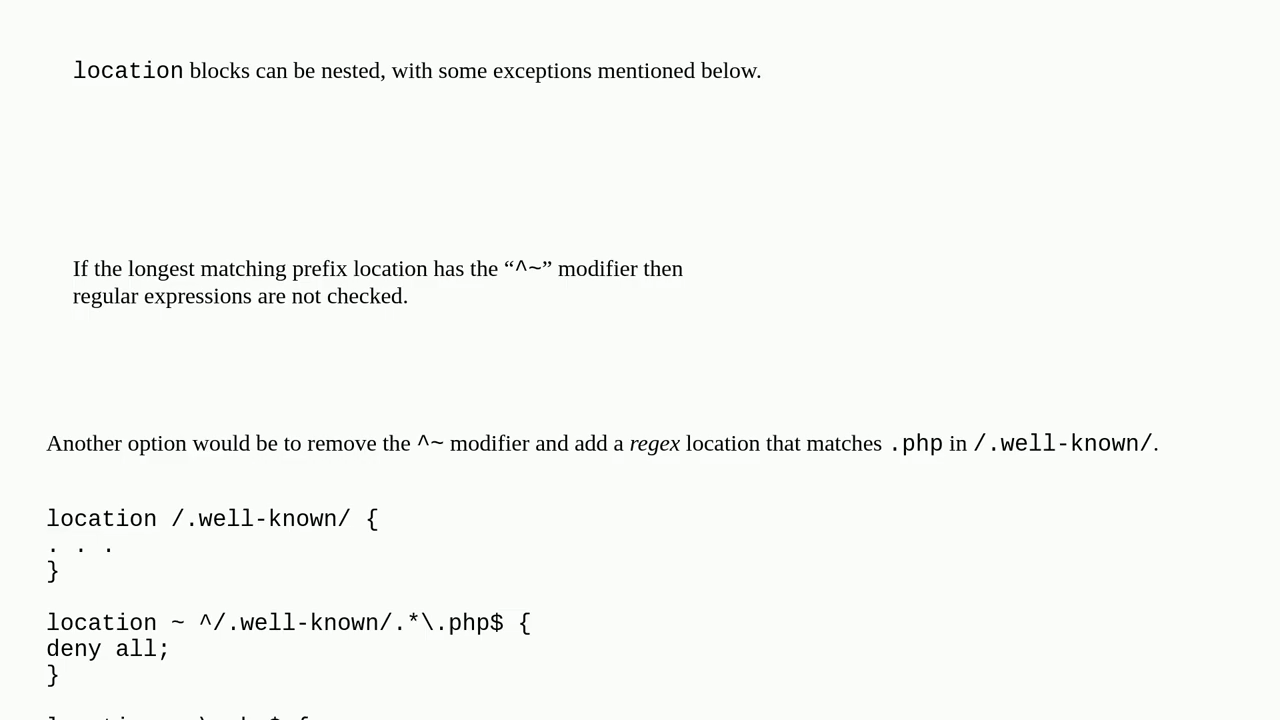 location blocks can be nested, with some exceptions mentioned below.
If the longest matching prefix location has the “^~” modifier then
regular expressions are not checked.
Another option would be to remove the ^~ modifier and add a regex location that matches .php in /.well-known/.
location /.well-known/ {
. . .
}
location ~ ^/.well-known/.*\.php$ {
deny all;
}